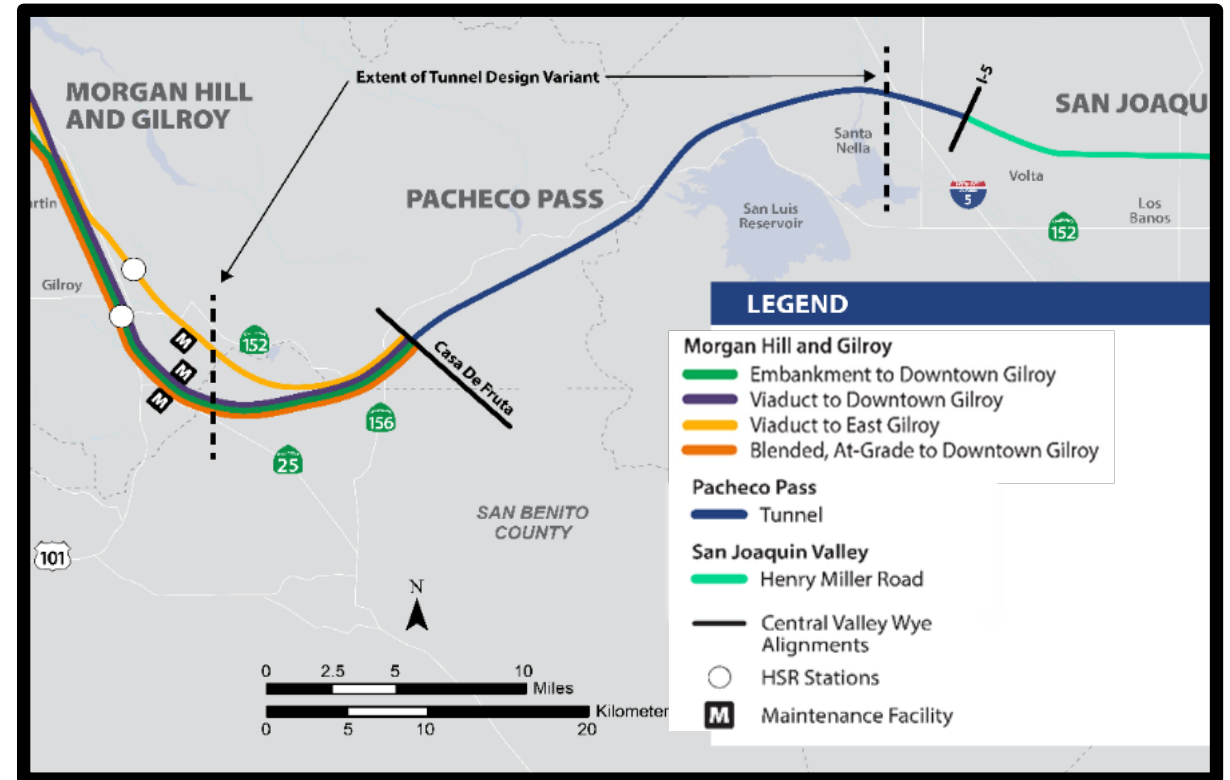 MORGAN HILL
AND GILROY
Extent of Tunnel Design Variant
I-5
SAN JOAQU
Santa
Nella
Volta
5
Los
Banos
152
PACHECO PASS
San Luis
Reservoir
rtin
Gilroy
M
M
M
152
Casa De Fruta
156
25
SAN BENITO
COUNTY
101
N
0 2.5 5 10
Miles
Kilometer
0 5 10 20
LEGEND
Morgan Hill and Gilroy
Embankment to Downtown Gilroy
Viaduct to Downtown Gilroy
Viaduct to East Gilroy
Blended, At-Grade to Downtown Gilroy
Pacheco Pass
Tunnel
San Joaquin Valley
Henry Miller Road
Central Valley Wye
Alignments
HSR Stations
M Maintenance Facility